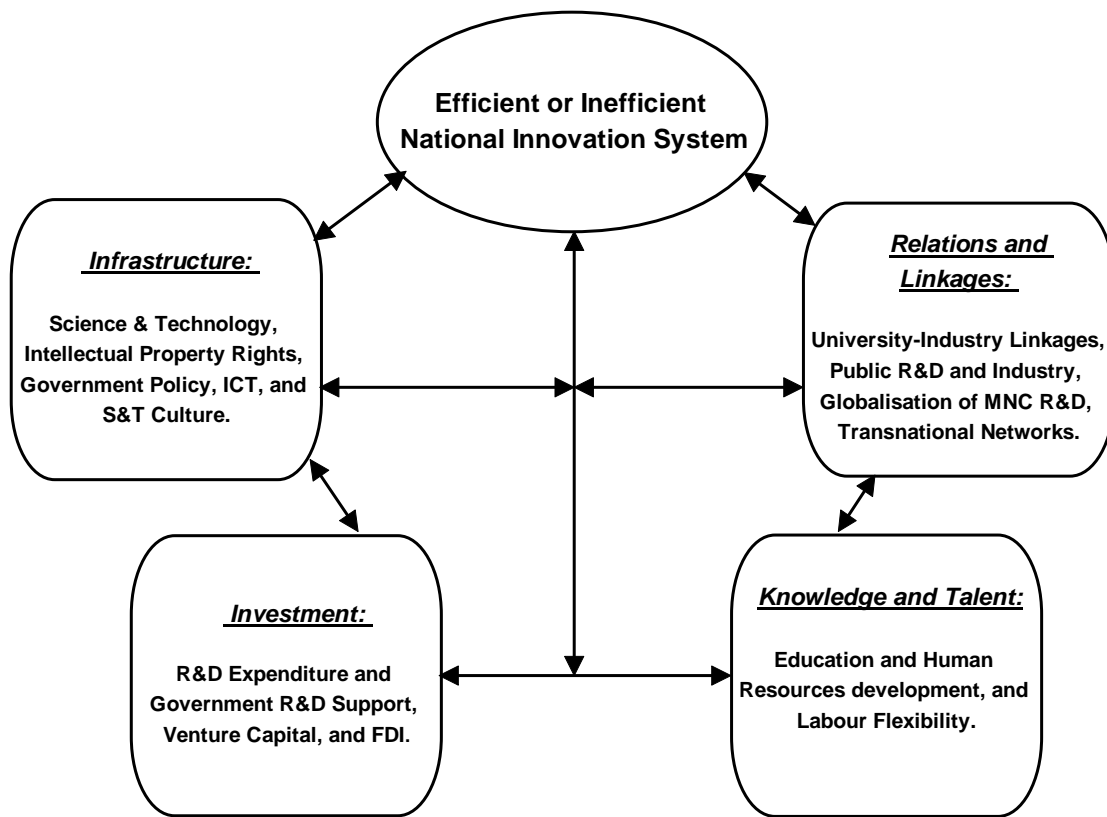 Efficient or Inefficient
National Innovation System
Infrastructure:
Science & Technology,
Intellectual Property Rights,
Government Policy, ICT, and
S&T Culture.
Relations and
Linkages:
University-Industry Linkages,
Public R&D and Industry,
Globalisation of MNC R&D,
Transnational Networks.
Investment:
R&D Expenditure and
Government R&D Support,
Venture Capital, and FDI.
Knowledge and Talent:
Education and Human
Resources development, and
Labour Flexibility.